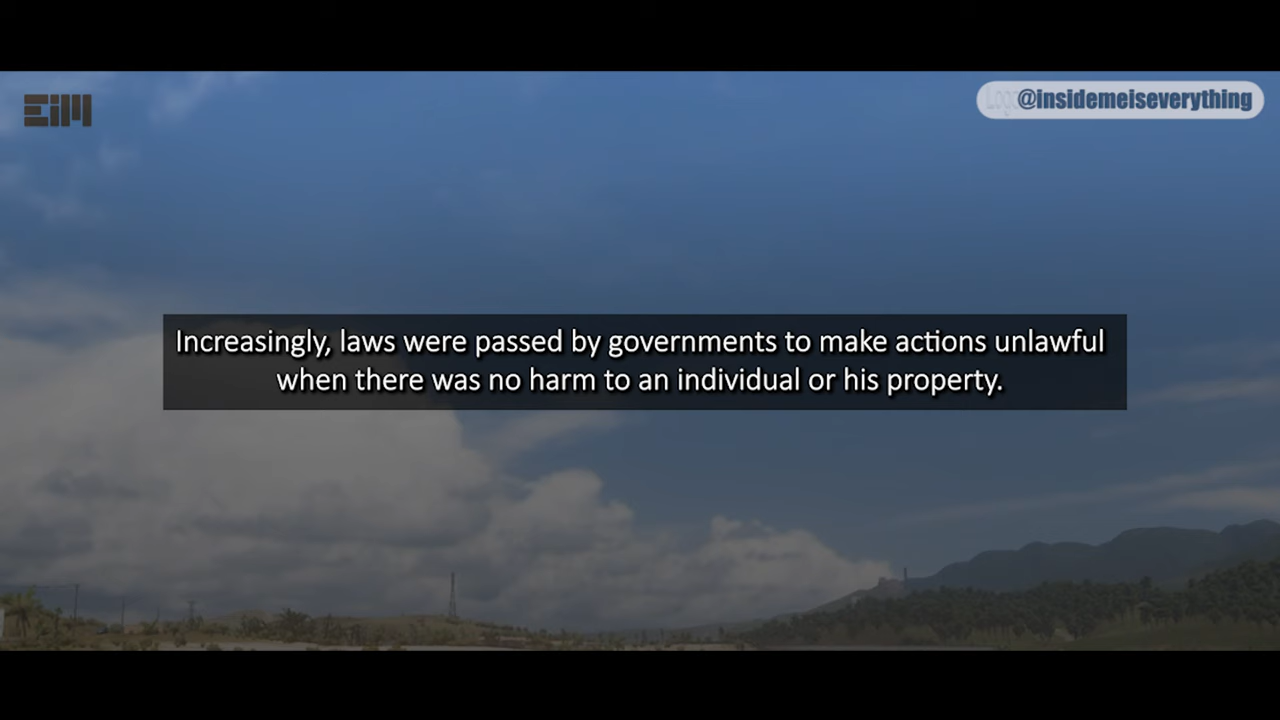 EiM
@insidemeiseverything
Increasingly, laws were passed by governments to make actions unlawful
when there was no harm to an individual or his property.